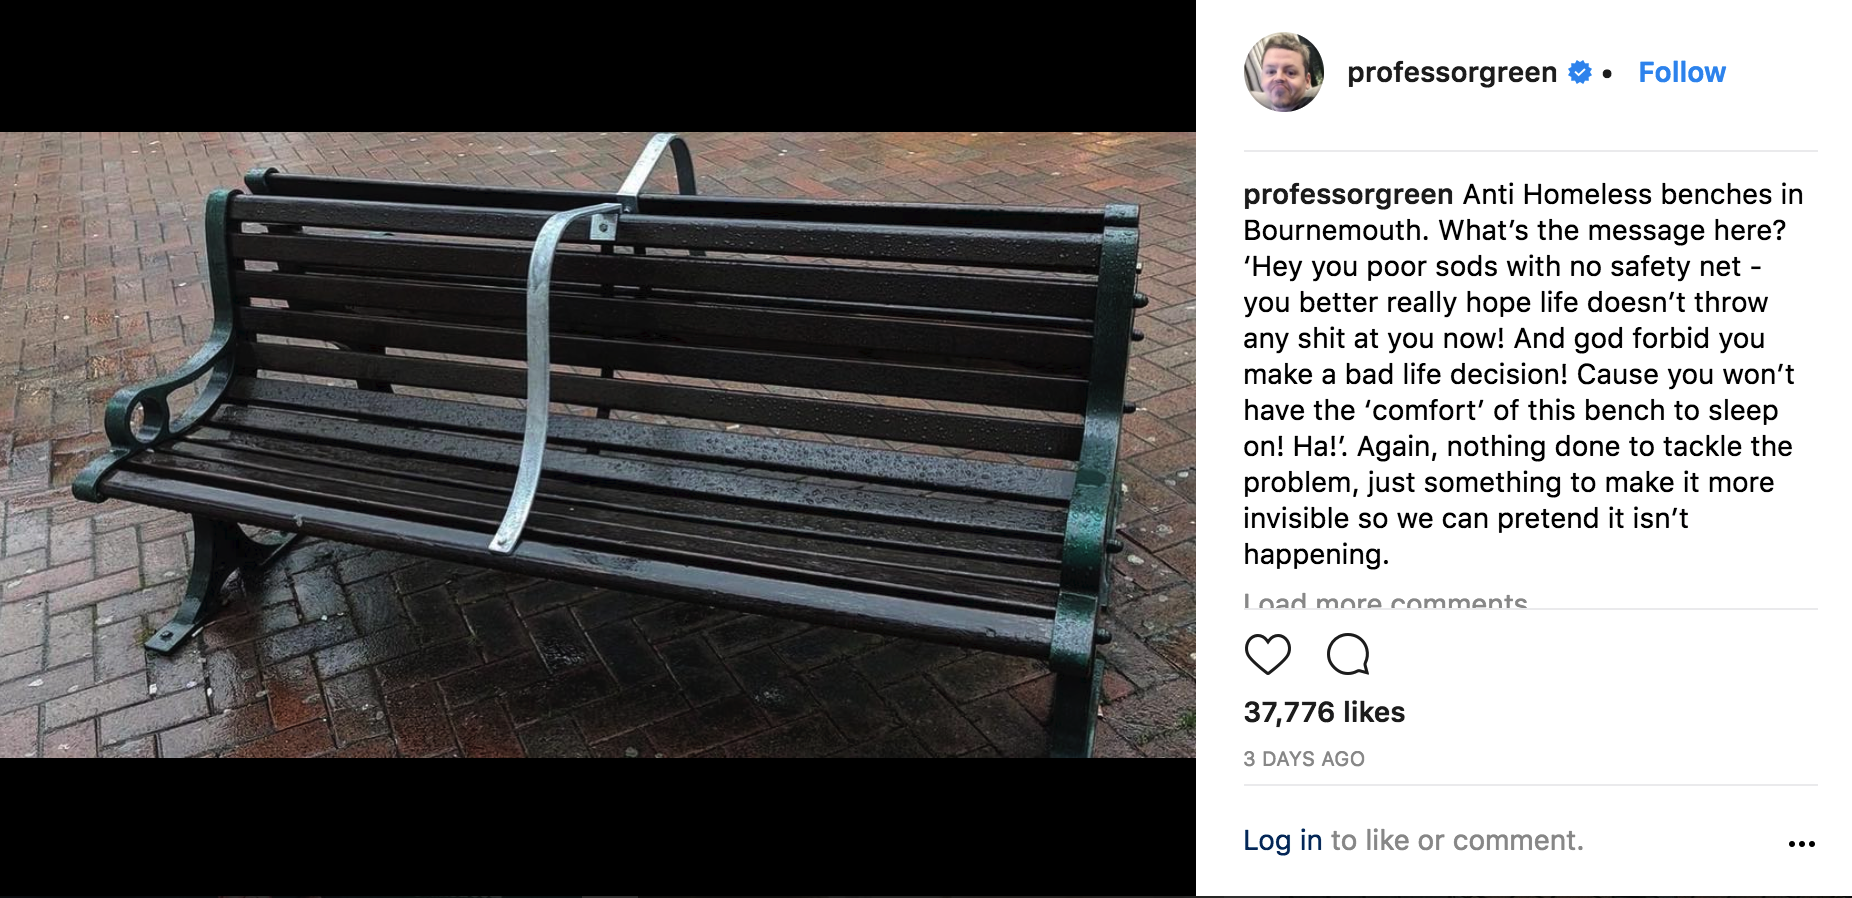 professorgreen • Follow
professorgreen Anti Homeless benches in
Bournemouth. What’s the message here?
‘Hey you poor sods with no safety net -
you better really hope life doesn’t throw
any shit at you now! And god forbid you
make a bad life decision! Cause you won’t
have the ‘comfort’ of this bench to sleep
on! Ha!’. Again, nothing done to tackle the
problem, just something to make it more
invisible so we can pretend it isn’t
happening.
Load more comments
37,776 likes
3 DAYS AGO
Log in to like or comment.